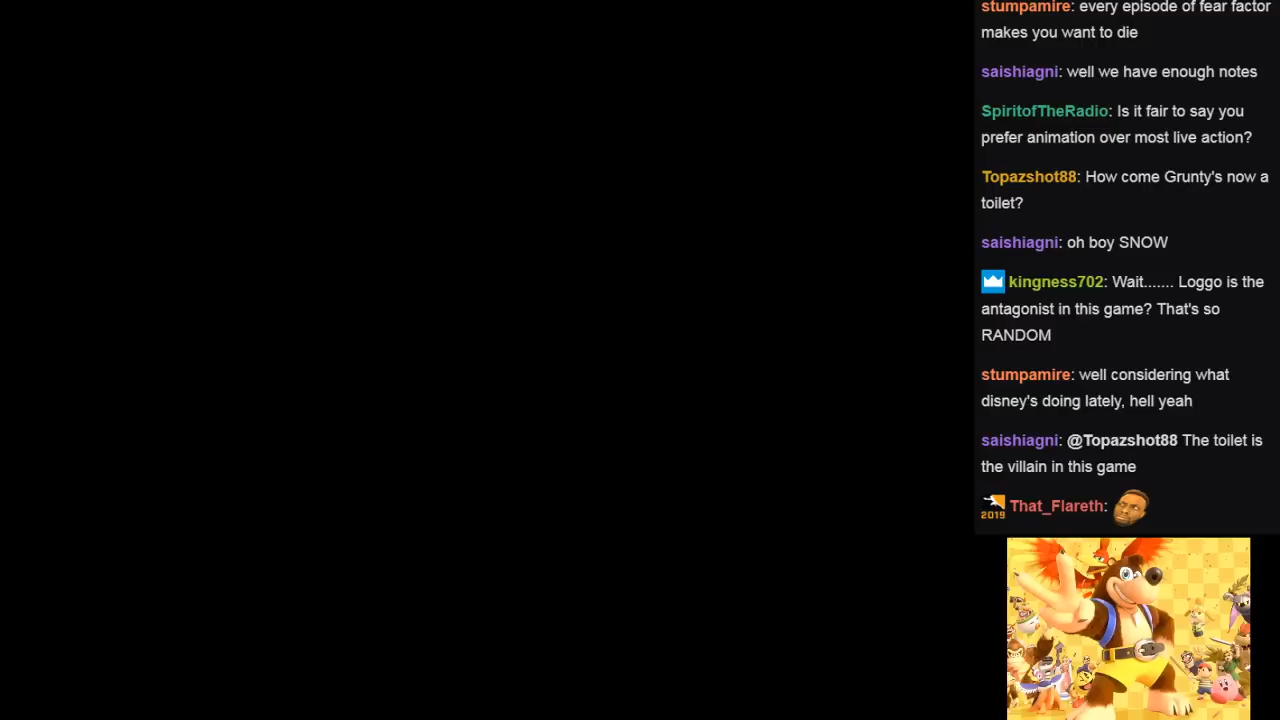 stumpamire: every episode of fear factor
makes you want to die
saishiagni: well we have enough notes
SpiritofTheRadio: Is it fair to say you
prefer animation over most live action?
Topazshot88: How come Grunty's now a
toilet?
saishiagni: oh boy SNOW
kingness702: Wait....... Loggo is the
antagonist in this game? That's so
RANDOM
stumpamire: well considering what
disney's doing lately, hell yeah
saishiagni: @Topazshot88 The toilet is
the villain in this game
2019 That_Flareth: